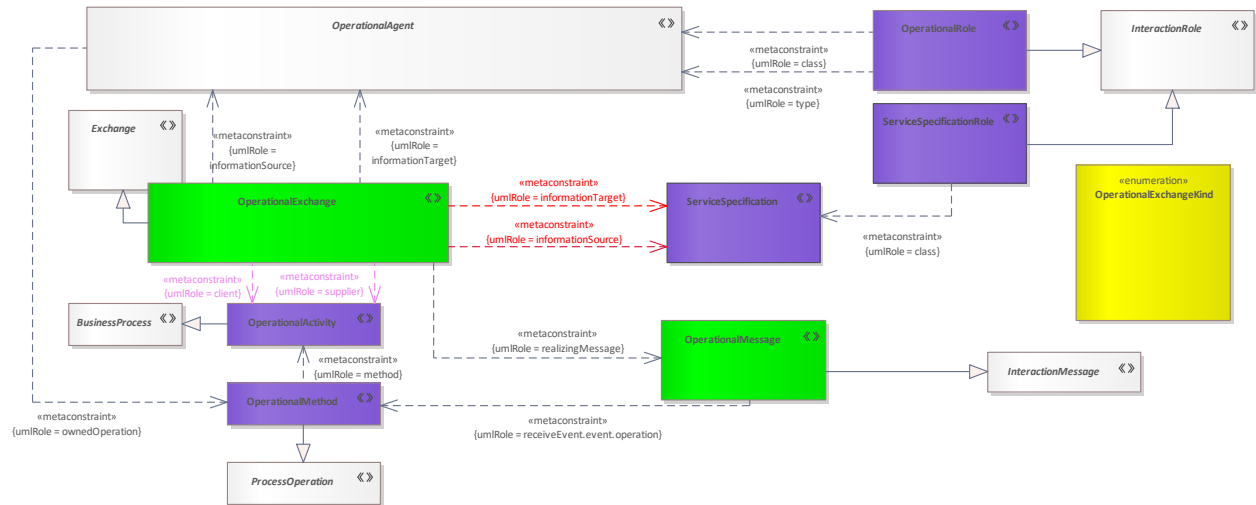 OperationalAgent
«»
OperationalRole
«»
InteractionRole
«»
«metaconstraint»
{umlRole = class}
«metaconstraint»
{umlRole = type}
Exchange
«»
«metaconstraint»
{umlRole =
informationSource}
«metaconstraint»
{umlRole =
informationTarget}
ServiceSpecificationRole
«»
«enumeration»
OperationalExchangeKind
OperationalExchange
«»
«metaconstraint»
{umlRole = informationTarget}
«metaconstraint»
{umlRole = informationSource}
ServiceSpecification
«»
«metaconstraint»
{umlRole = class}
«metaconstraint»
{umlRole = client}
«metaconstraint»
{umlRole = supplier}
BusinessProcess
«»
OperationalActivity
«»
«metaconstraint»
{umlRole = realizingMessage}
OperationalMessage
«»
«metaconstraint»
{umlRole = method}
InteractionMessage
«»
OperationalMethod
«»
«metaconstraint»
{umlRole = ownedOperation}
«metaconstraint»
{umlRole = receiveEvent.event.operation}
ProcessOperation
«»